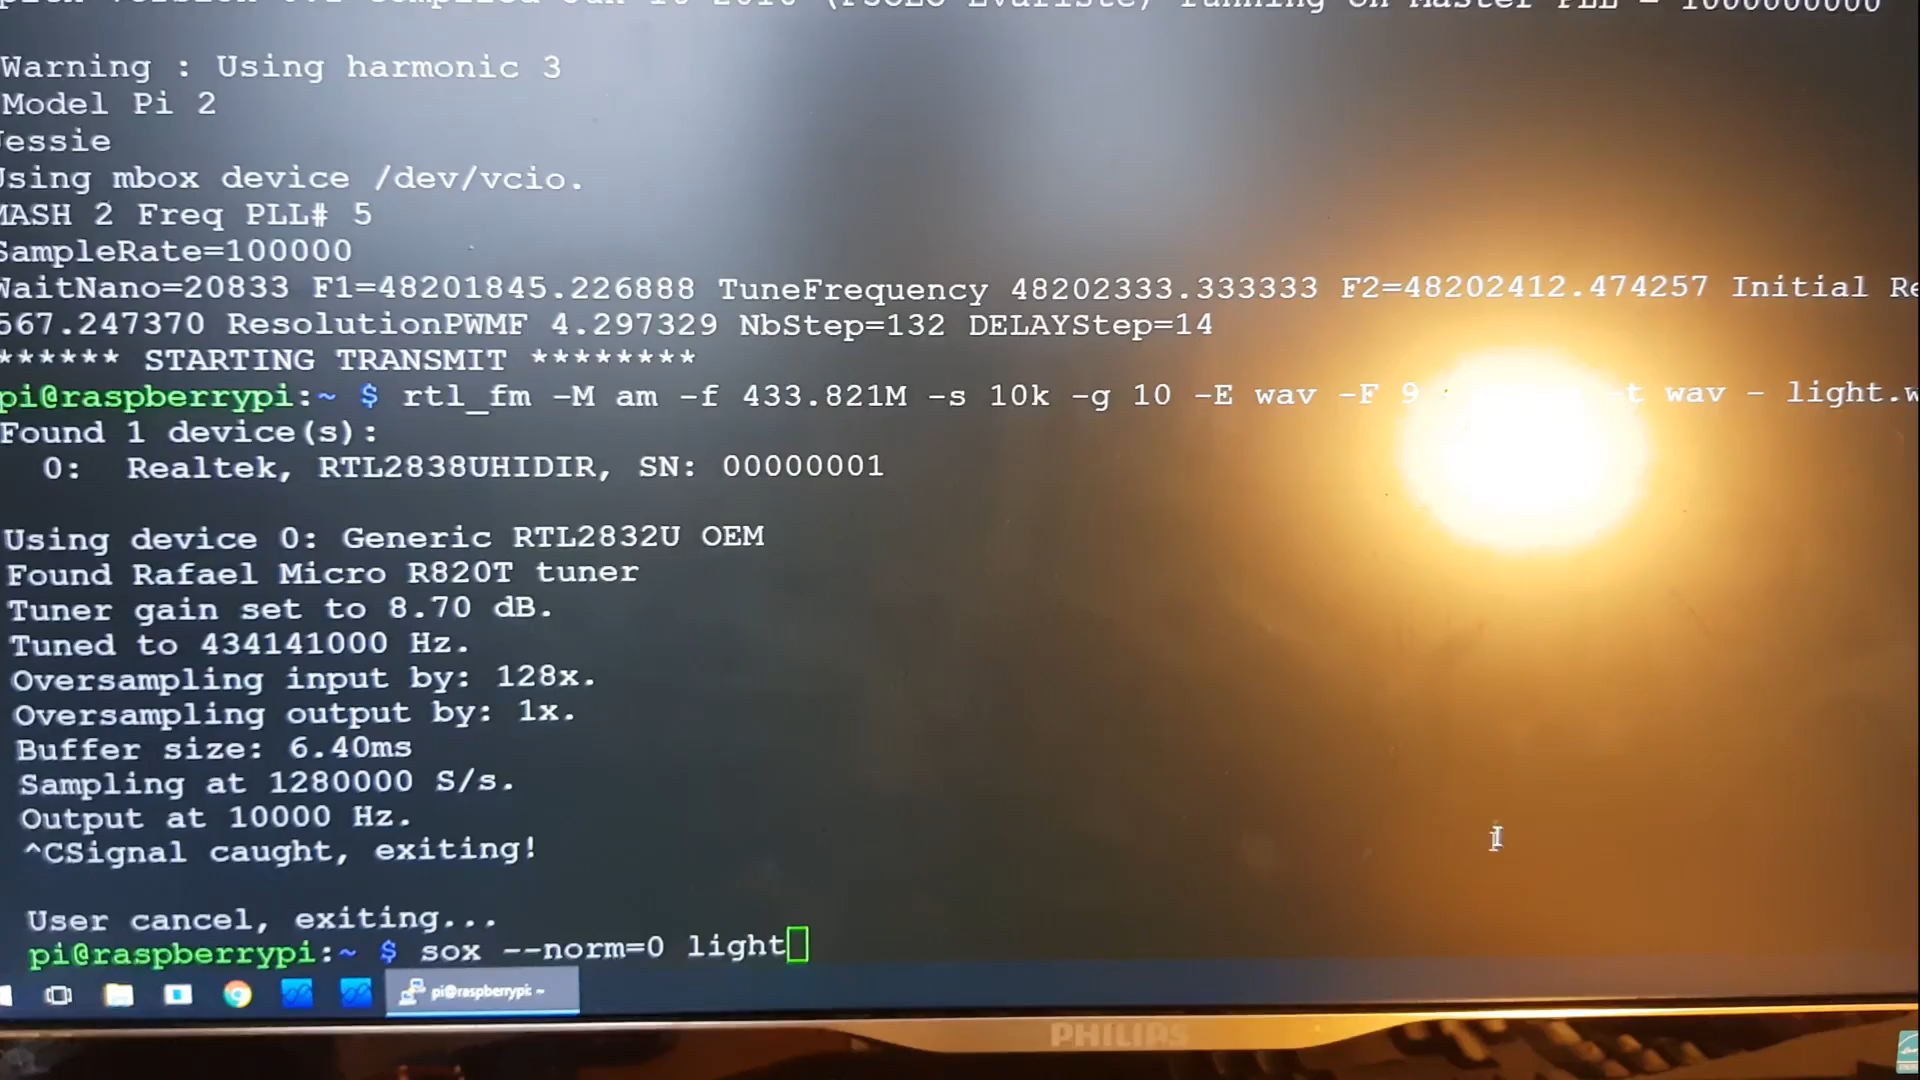 Warning : Using harmonic 3
Model Pi 2
Jessie
Using mbox device /dev/vcio.
MASH 2 Freq PLL# 5
SampleRate=100000
WaitNano=20833 F1=48201845.226888 TuneFrequency 48202333.333333 F2=48202412.474257 Initial Re
567.247370 ResolutionPWMF 4.297329 NbStep=132 DELAYStep=14
****** STARTING TRANSMIT ********
pi@raspberrypi:~ $ rtl_fm -M am -f 433.821M -s 10k -g 10 -E wav -F 9 -t wav - light.w
Found 1 device(s):
0: Realtek, RTL2838UHIDIR, SN: 00000001
Using device 0: Generic RTL2832U OEM
Found Rafael Micro R820T tuner
Tuner gain set to 8.70 dB.
Tuned to 434141000 Hz.
Oversampling input by: 128x.
Oversampling output by: 1x.
Buffer size: 6.40ms
Sampling at 1280000 S/s.
Output at 10000 Hz.
^CSignal caught, exiting!
User cancel, exiting...
pi@raspberrypi:~ $ sox --norm=0 light
pi@raspberrypi: ~
PHILIPS